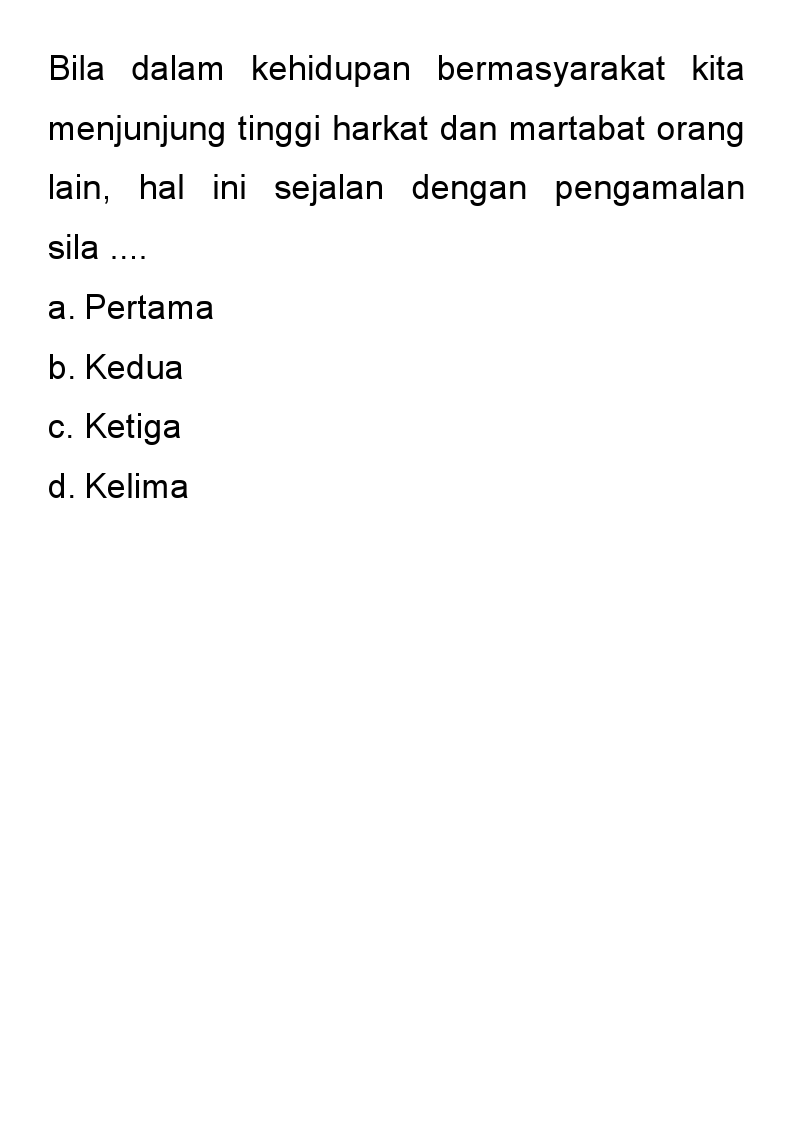 Bila dalam kehidupan bermasyarakat kita
menjunjung tinggi harkat dan martabat orang
lain, hal ini sejalan dengan pengamalan
sila ....
a. Pertama
b. Kedua
c. Ketiga
d. Kelima